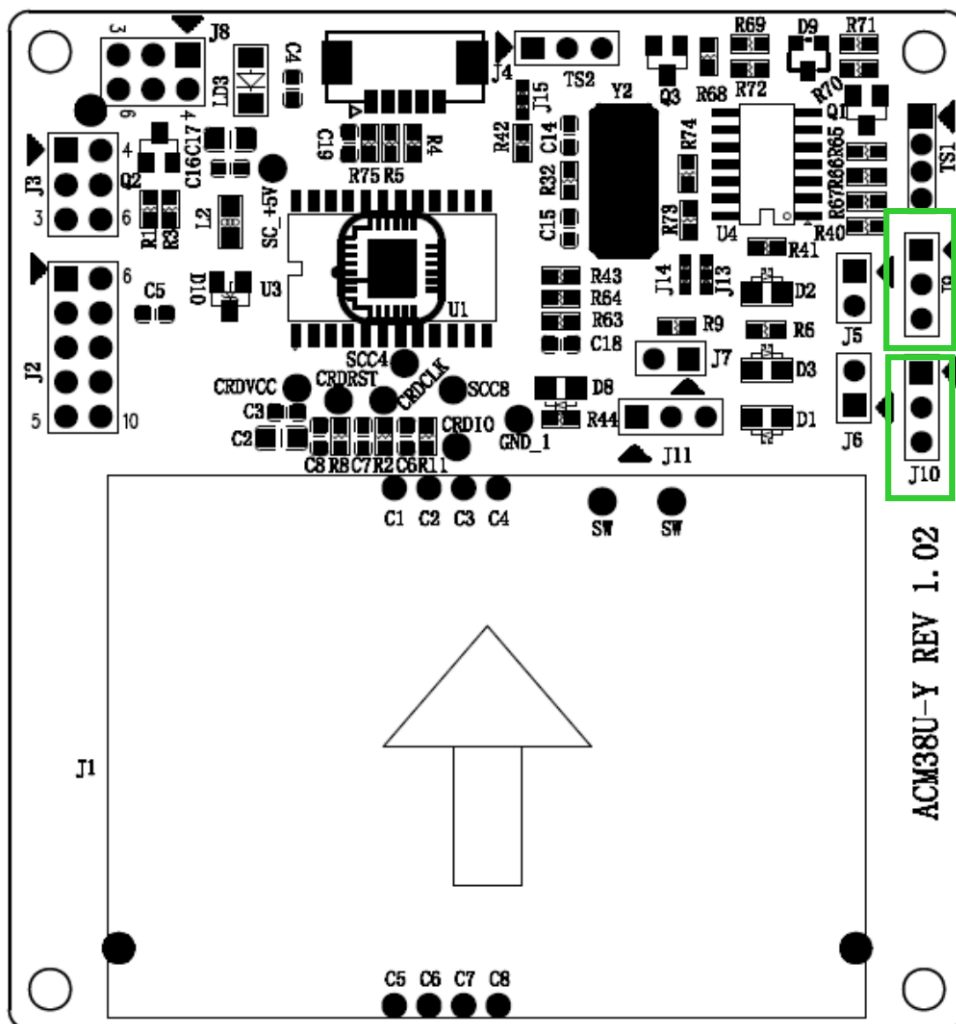 3 J8 C4 J4 TS2 R69 D9 R71
LD3 J15 Y2 Q3 R68 R72 R70 Q1
6 4 C17 C19 R4 R42 C14 R74 R65 TS1
J3 4 Q2 C16 R75 R5 R32 R66
3 6 R1 R3 L2 SC_+5V C15 R73 U4 R67 R40
R41 J9
J2 6 C5 D10 U3 U1 R43 J14 J13 D2 J5
R64
R63 R9 R6
SCC4 C18 J7 D3
CRDVCC CRDRST CRDCLK SCC8 D8
C3 CRDIO R44 D1 J6
5 10 C2 GND_1 J11
C8 R8 C7 R2 C6 R11 J10
C1 C2 C3 C4 SW SW
ACM38U-Y REV 1.02
J1
C5 C6 C7 C8